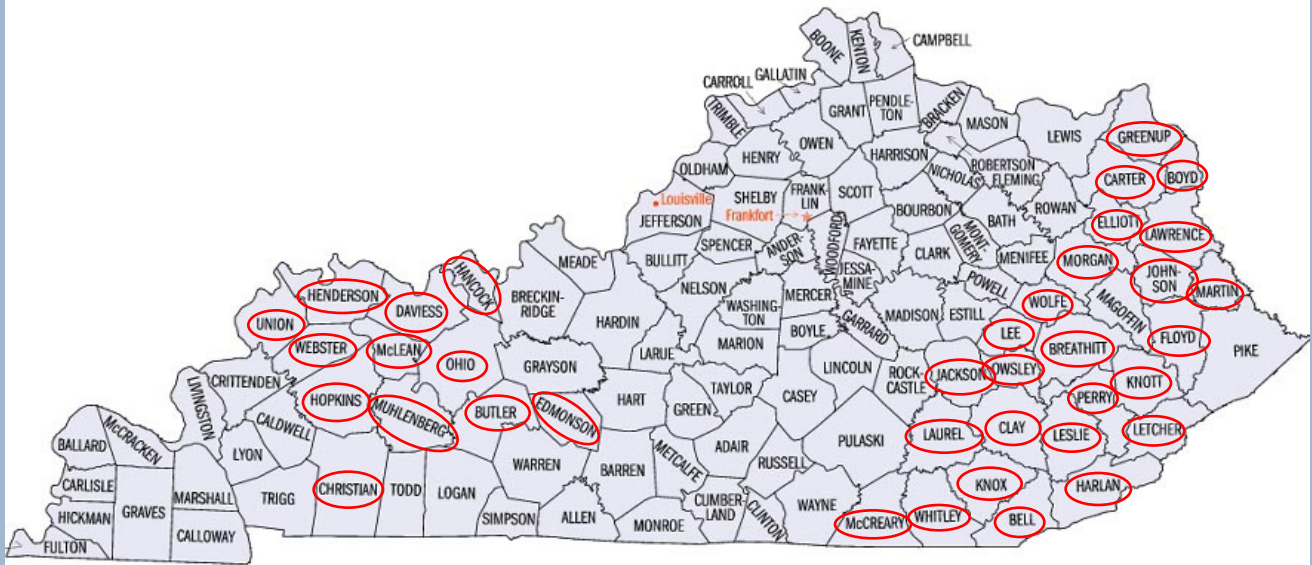 BOONE
KENTON
CAMPBELL
GALLATIN
CARROLL
TRIMBLE
GRANT
PENDLE-
TON
BRACKEN
MASON
LEWIS
GREENUP
OWEN
HENRY
OLDHAM
HARRISON
ROBERTSON
FLEMING
NICHOLAS
CARTER
BOYD
Louisville
JEFFERSON
SHELBY
FRANK-
LIN
Frankfort
SCOTT
BOURBON
BATH
ROWAN
ELLIOTT
LAWRENCE
SPENCER
ANDER-
SON
WOODFORD
FAYETTE
CLARK
MONT-
GOMERY
MENIFEE
MORGAN
JOHN-
SON
MARTIN
HANCOCK
MEADE
BULLITT
NELSON
JESSA-
MINE
POWELL
WOLFE
MAGOFFIN
HENDERSON
DAVIESS
BRECKIN-
RIDGE
HARDIN
WASHING-
TON
MERCER
GARRARD
MADISON
ESTILL
LEE
BREATHITT
FLOYD
PIKE
UNION
WEBSTER
McLEAN
OHIO
GRAYSON
LARUE
MARION
BOYLE
LINCOLN
ROCK-
CASTLE
JACKSON
OWSLEY
PERRY
KNOTT
CRITTENDEN
LIVINGSTON
HOPKINS
MUHLENBERG
BUTLER
EDMONSON
HART
GREEN
TAYLOR
CASEY
PULASKI
LAUREL
CLAY
LESLIE
LETCHER
BALLARD
McCRACKEN
CALDWELL
LYON
WARREN
BARREN
METCALFE
ADAIR
RUSSELL
CARLISLE
GRAVES
MARSHALL
TRIGG
CHRISTIAN
TODD
LOGAN
SIMPSON
ALLEN
MONROE
CUMBER-
LAND
CLINTON
WAYNE
McCREARY
WHITLEY
KNOX
BELL
HARLAN
HICKMAN
FULTON
CALLOWAY